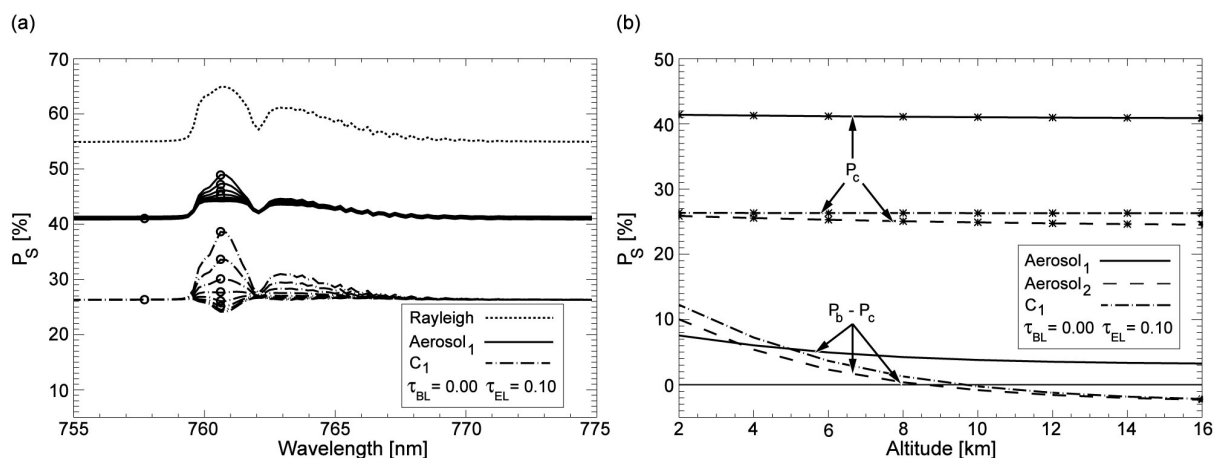 (a)
P_S [%]
70
60
50
40
30
20
10
755
760
765
770
775
Wavelength [nm]
Rayleigh
Aerosol_1
C_1
τ_BL = 0.00 τ_EL = 0.10
(b)
P_S [%]
50
40
30
20
10
0
2
4
6
8
10
12
14
16
Altitude [km]
P_c
P_b - P_c
Aerosol_1
Aerosol_2
C_1
τ_BL = 0.00 τ_EL = 0.10